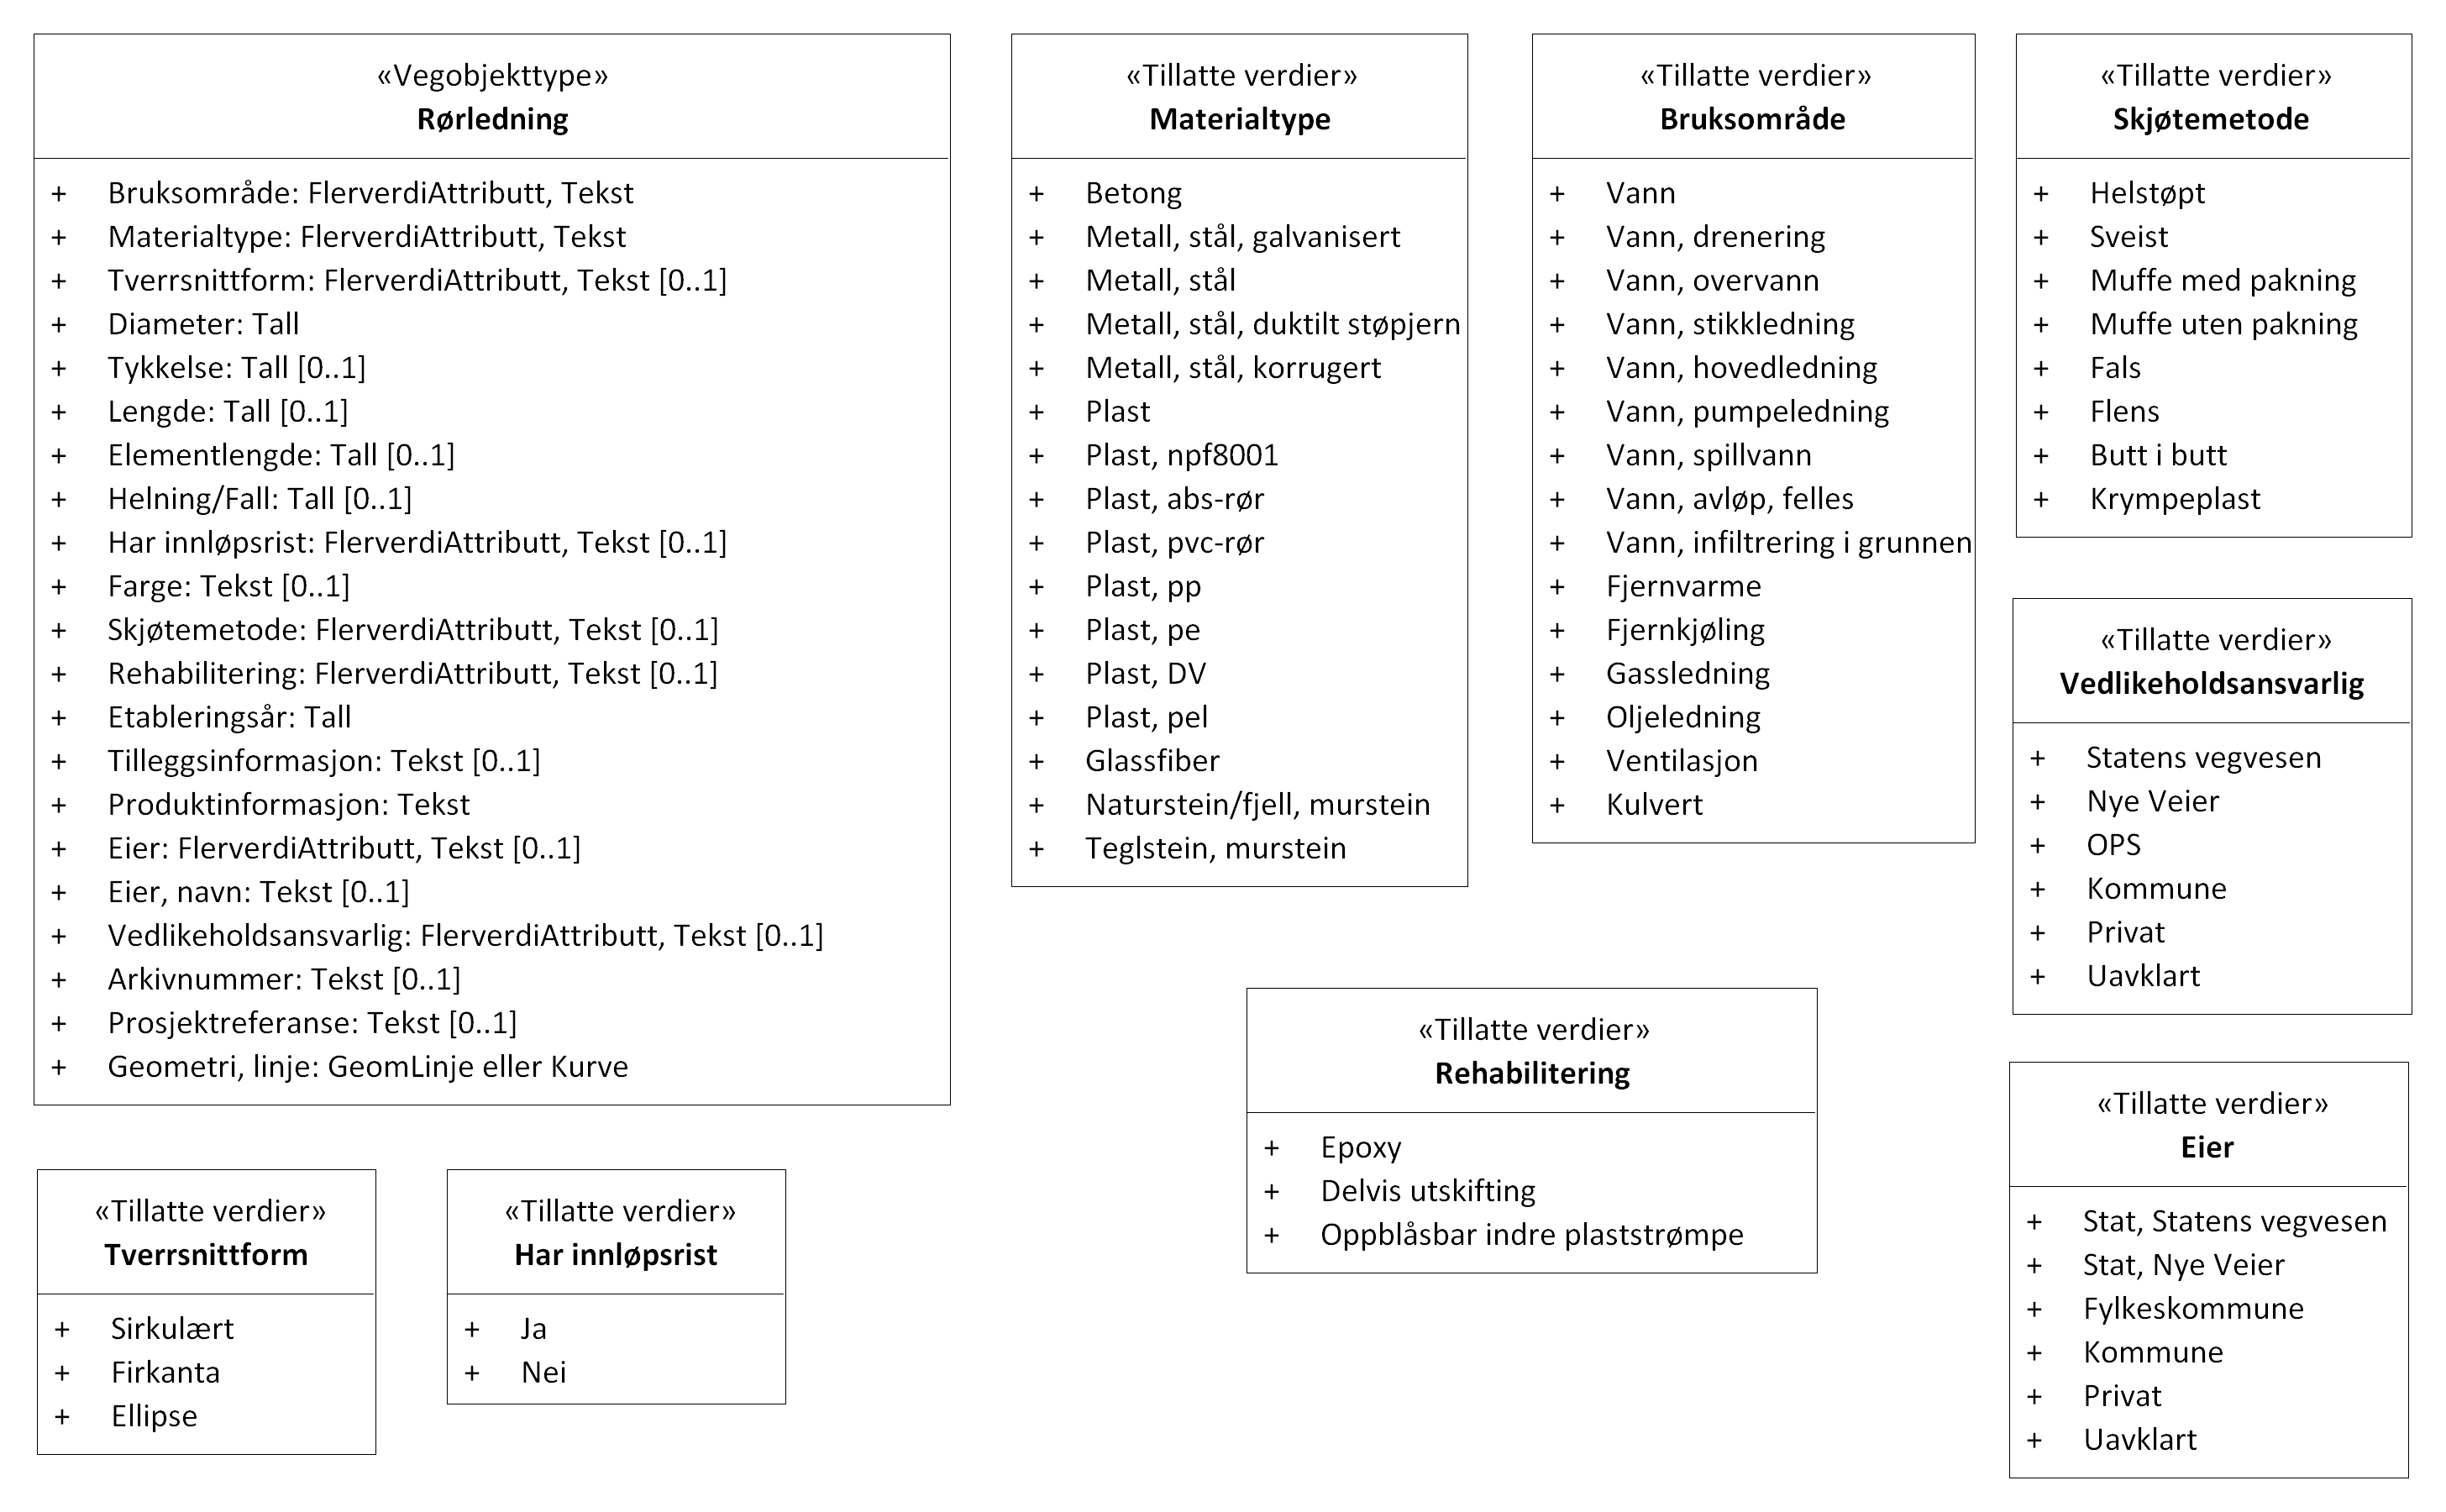 «Vegobjekttype»
Rørledning
+ Bruksområde: FlerverdiAttributt, Tekst
+ Materialtype: FlerverdiAttributt, Tekst
+ Tverrsnittform: FlerverdiAttributt, Tekst [0..1]
+ Diameter: Tall
+ Tykkelse: Tall [0..1]
+ Lengde: Tall [0..1]
+ Elementlengde: Tall [0..1]
+ Helning/Fall: Tall [0..1]
+ Har innløpsrist: FlerverdiAttributt, Tekst [0..1]
+ Farge: Tekst [0..1]
+ Skjøtemetode: FlerverdiAttributt, Tekst [0..1]
+ Rehabilitering: FlerverdiAttributt, Tekst [0..1]
+ Etableringsår: Tall
+ Tilleggsinformasjon: Tekst [0..1]
+ Produktinformasjon: Tekst
+ Eier: FlerverdiAttributt, Tekst [0..1]
+ Eier, navn: Tekst [0..1]
+ Vedlikeholdsansvarlig: FlerverdiAttributt, Tekst [0..1]
+ Arkivnummer: Tekst [0..1]
+ Prosjektreferanse: Tekst [0..1]
+ Geometri, linje: GeomLinje eller Kurve
«Tillatte verdier»
Materialtype
+ Betong
+ Metall, stål, galvanisert
+ Metall, stål
+ Metall, stål, duktilt støpjern
+ Metall, stål, korrugert
+ Plast
+ Plast, npf8001
+ Plast, abs-rør
+ Plast, pvc-rør
+ Plast, pp
+ Plast, pe
+ Plast, DV
+ Plast, pel
+ Glassfiber
+ Naturstein/fjell, murstein
+ Teglstein, murstein
«Tillatte verdier»
Bruksområde
+ Vann
+ Vann, drenering
+ Vann, overvann
+ Vann, stikkledning
+ Vann, hovedledning
+ Vann, pumpeledning
+ Vann, spillvann
+ Vann, avløp, felles
+ Vann, infiltrering i grunnen
+ Fjernvarme
+ Fjernkjøling
+ Gassledning
+ Oljeledning
+ Ventilasjon
+ Kulvert
«Tillatte verdier»
Skjøtemetode
+ Helstøpt
+ Sveist
+ Muffe med pakning
+ Muffe uten pakning
+ Fals
+ Flens
+ Butt i butt
+ Krympeplast
«Tillatte verdier»
Vedlikeholdsansvarlig
+ Statens vegvesen
+ Nye Veier
+ OPS
+ Kommune
+ Privat
+ Uavklart
«Tillatte verdier»
Rehabilitering
+ Epoxy
+ Delvis utskifting
+ Oppblåsbar indre plaststrømpe
«Tillatte verdier»
Eier
+ Stat, Statens vegvesen
+ Stat, Nye Veier
+ Fylkeskommune
+ Kommune
+ Privat
+ Uavklart
«Tillatte verdier»
Tverrsnittform
+ Sirkulært
+ Firkanta
+ Ellipse
«Tillatte verdier»
Har innløpsrist
+ Ja
+ Nei